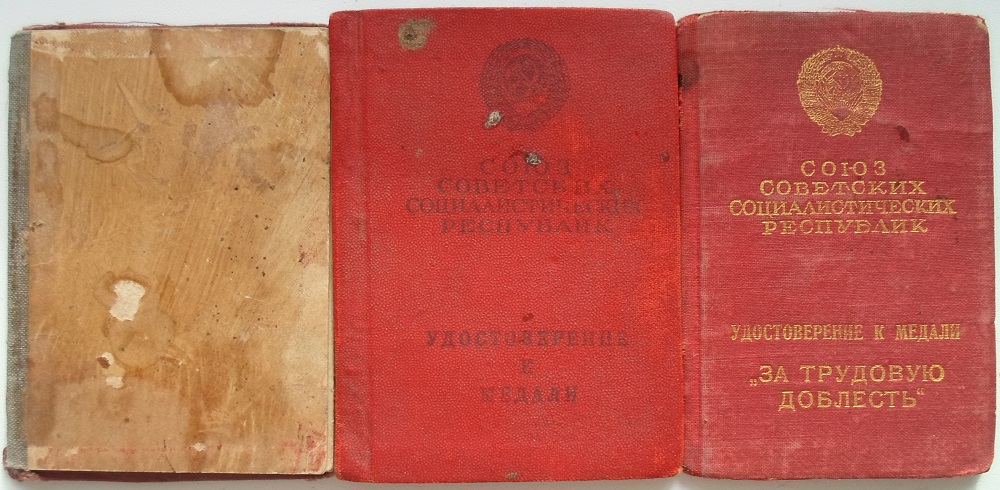 СОЮЗ
СОВЕТСКИХ
СОЦИАЛИСТИЧЕСКИХ
РЕСПУБЛИК
УДОСТОВЕРЕНИЕ
К
МЕДАЛИ
СОЮЗ
СОВЕТСКИХ
СОЦИАЛИСТИЧЕСКИХ
РЕСПУБЛИК
УДОСТОВЕРЕНИЕ К МЕДАЛИ
„ЗА ТРУДОВУЮ
ДОБЛЕСТЬ“